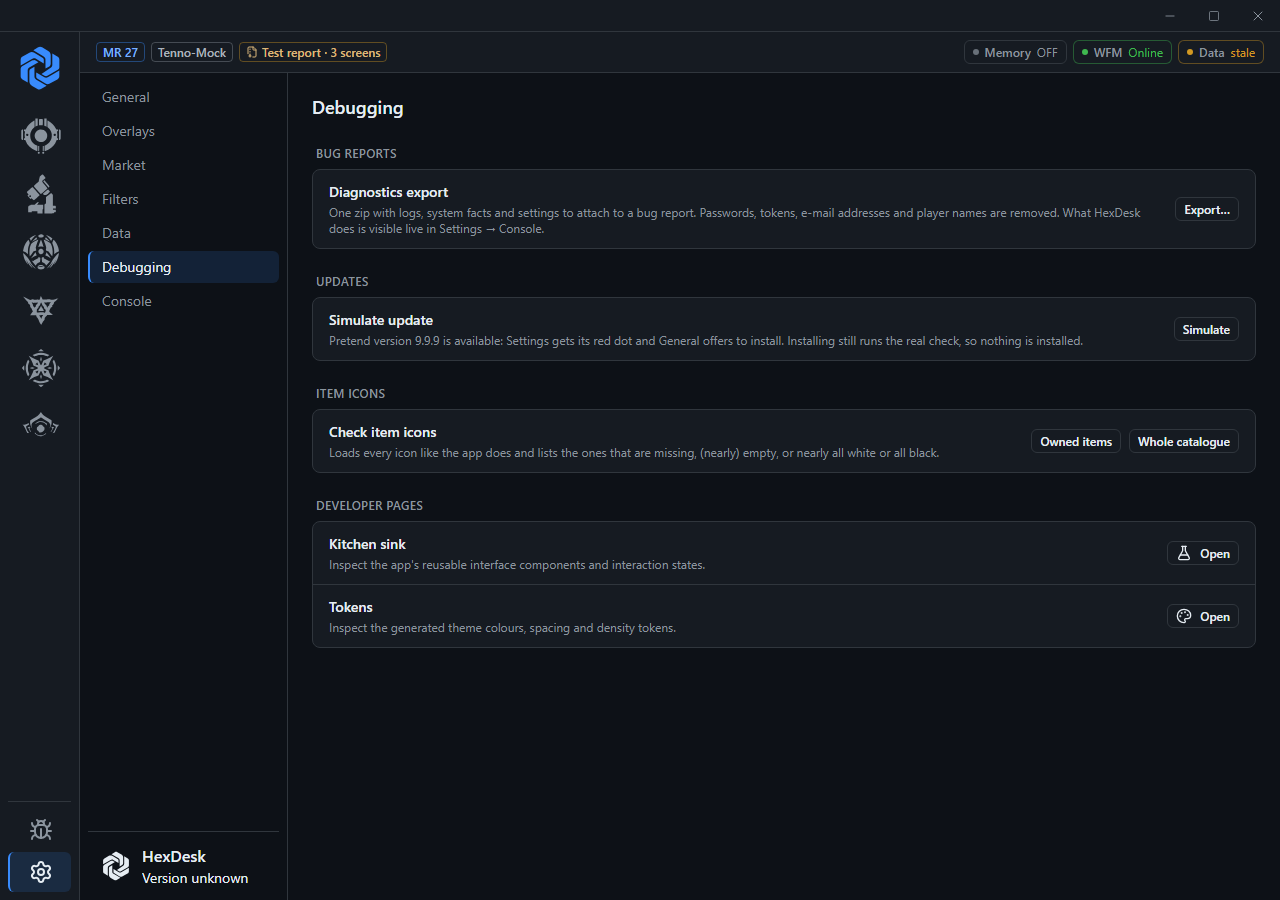 MR 27
Tenno-Mock
Test report · 3 screens
Memory OFF
WFM Online
Data stale
General
Overlays
Market
Filters
Data
Debugging
Console
HexDesk
Version unknown
Debugging
BUG REPORTS
Diagnostics export
One zip with logs, system facts and settings to attach to a bug report. Passwords, tokens, e-mail addresses and player names are removed. What HexDesk
does is visible live in Settings → Console.
Export...
UPDATES
Simulate update
Pretend version 9.9.9 is available: Settings gets its red dot and General offers to install. Installing still runs the real check, so nothing is installed.
Simulate
ITEM ICONS
Check item icons
Loads every icon like the app does and lists the ones that are missing, (nearly) empty, or nearly all white or all black.
Owned items
Whole catalogue
DEVELOPER PAGES
Kitchen sink
Inspect the app's reusable interface components and interaction states.
Open
Tokens
Inspect the generated theme colours, spacing and density tokens.
Open